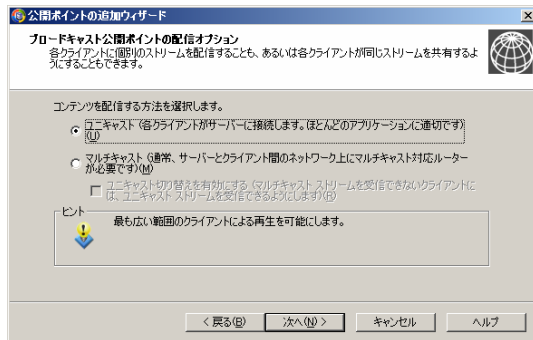 公開ポイントの追加ウィザード
ブロードキャスト公開ポイントの配信オプション
各クライアントに個別のストリームを配信することも、あるいは各クライアントが同じストリームを共有するよ
うにすることもできます。
コンテンツを配信する方法を選択します。
ユニキャスト (各クライアントがサーバーに接続します。ほとんどのアプリケーションに適切です)
(U)
マルチキャスト (通常、サーバーとクライアント間のネットワーク上にマルチキャスト対応ルーター
が必要です)(M)
ユニキャスト切り替えを有効にする (マルチキャスト ストリームを受信できないクライアントに
は、ユニキャスト ストリームを受信できるようにします)(R)
ヒント
最も広い範囲のクライアントによる再生を可能にします。
< 戻る(B) 次へ(N) > キャンセル ヘルプ